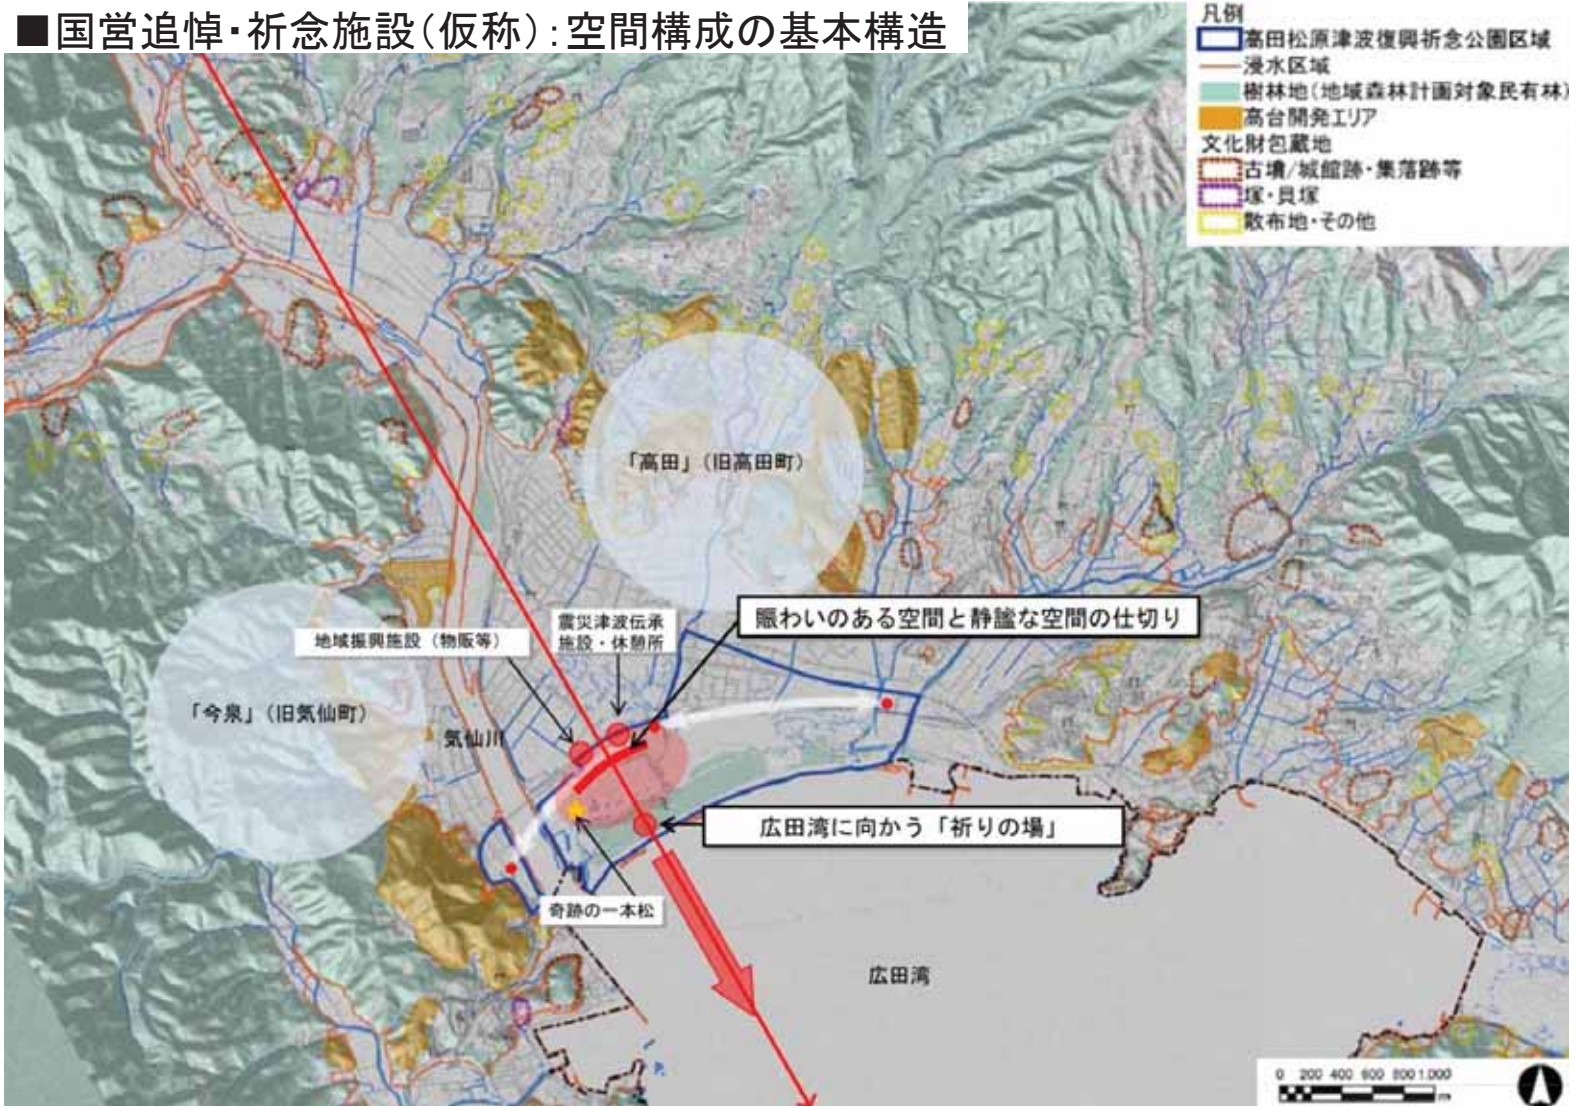 ■国営追悼・祈念施設(仮称):空間構成の基本構造
凡例
高田松原津波復興祈念公園区域
浸水区域
樹林地(地域森林計画対象民有林)
高台開発エリア
文化財包蔵地
古墳/城館跡・集落跡等
塚・貝塚
散布地・その他
「高田」(旧高田町)
賑わいのある空間と静謐な空間の仕切り
震災津波伝承
施設・休憩所
地域振興施設(物販等)
「今泉」(旧気仙町)
気仙川
広田湾に向かう「祈りの場」
奇跡の一本松
広田湾
0 200 400 600 800 1,000
m